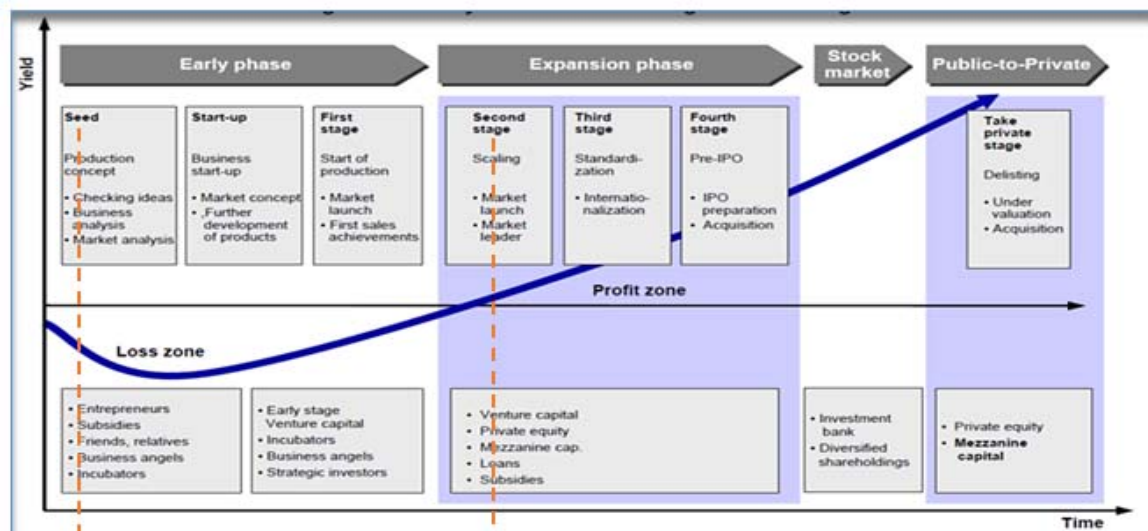 Yield
Early phase
Expansion phase
Stock
market
Public-to-Private
Seed
Production
concept
• Checking ideas
• Business
analysis
• Market analysis
Start-up
Business
start-up
• Market concept
• ‚Further
development
of products
First
stage
Start of
production
• Market
launch
• First sales
achievements
Second
stage
Scaling
• Market
launch
• Market
leader
Third
stage
Standardi-
zation
• Internatio-
nalization
Fourth
stage
Pre-IPO
• IPO
preparation
• Acquisition
Take
private
stage
Delisting
• Under
valuation
• Acquisition
Profit zone
Loss zone
• Entrepreneurs
• Subsidies
• Friends, relatives
• Business angels
• Incubators
• Early stage
Venture capital
• Incubators
• Business angels
• Strategic investors
• Venture capital
• Private equity
• Mezzanine cap.
• Loans
• Subsidies
• Investment
bank
• Diversified
shareholdings
• Private equity
• Mezzanine
capital
Time